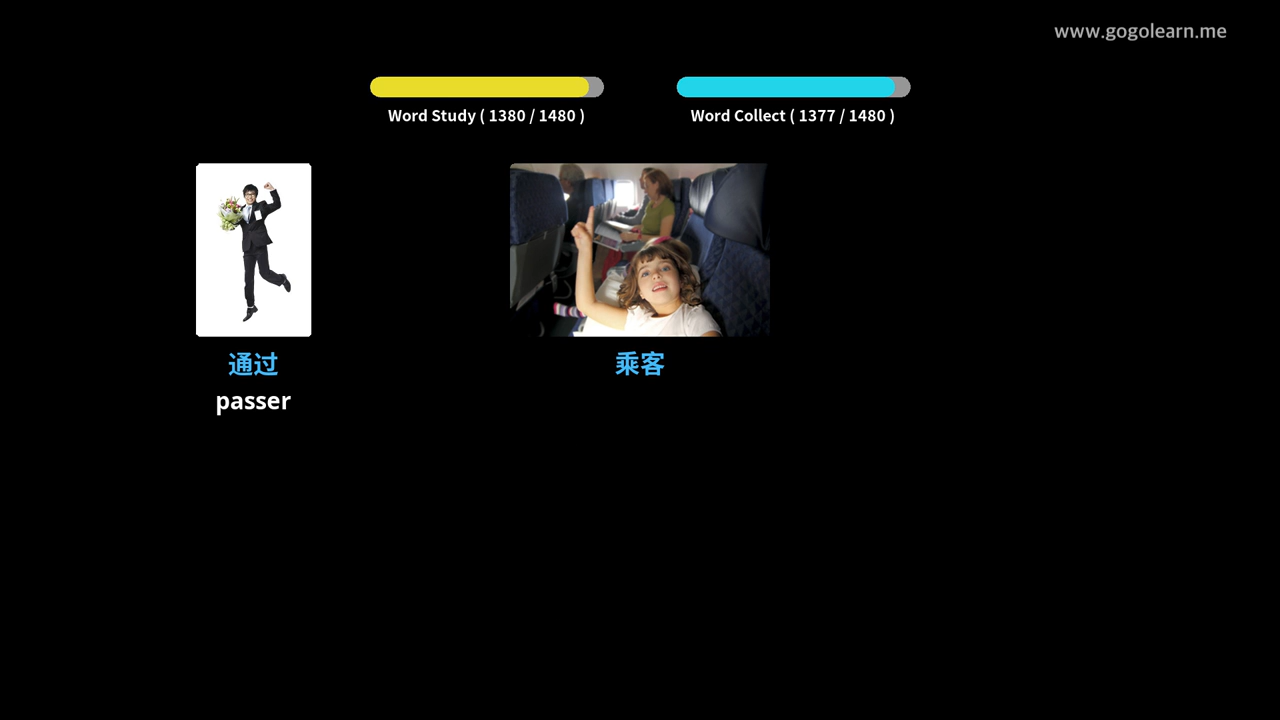 www.gogolearn.me
Word Study ( 1380 / 1480 )
Word Collect ( 1377 / 1480 )
通过
passer
乘客